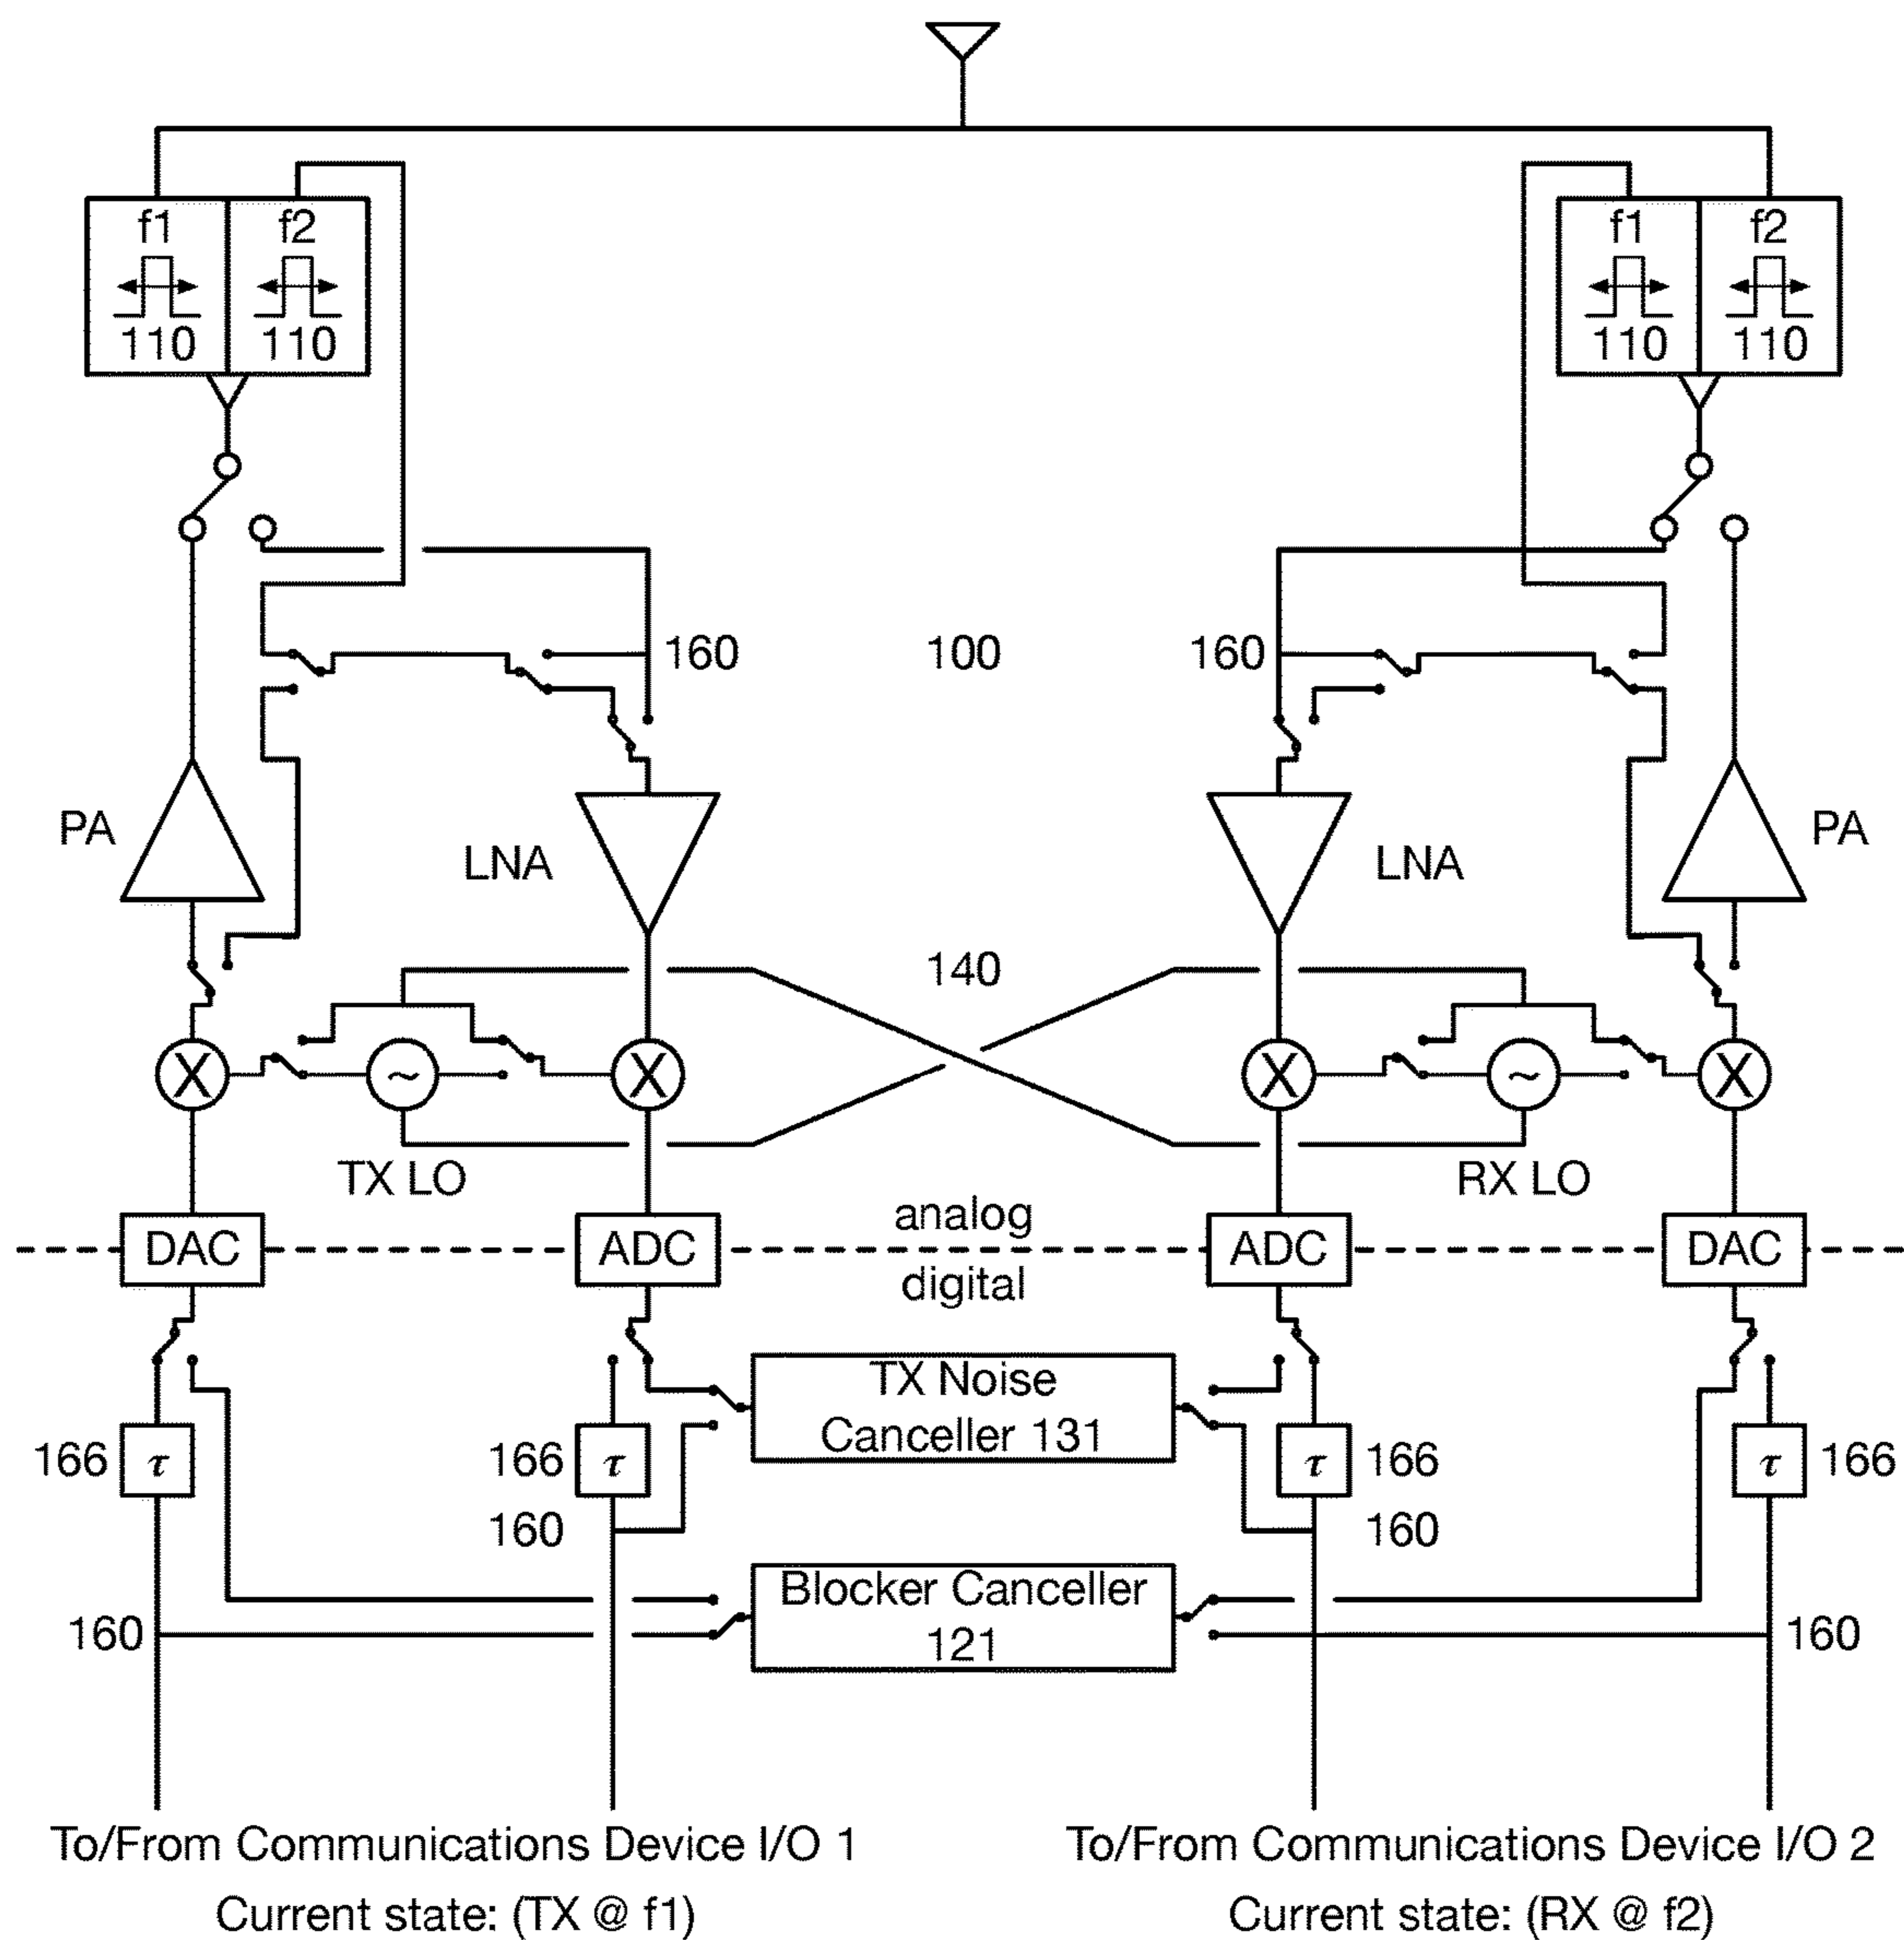 f1 f2 f1 f2
110 110 110 110
160 100 160
PA LNA LNA PA
140
X ~ X X ~ X
TX LO RX LO
analog
DAC ADC ADC DAC
digital
TX Noise
Canceller 131
166 τ 166 τ τ 166 τ 166
160 160
Blocker Canceller
121
160 160
To/From Communications Device I/O 1 To/From Communications Device I/O 2
Current state: (TX @ f1) Current state: (RX @ f2)